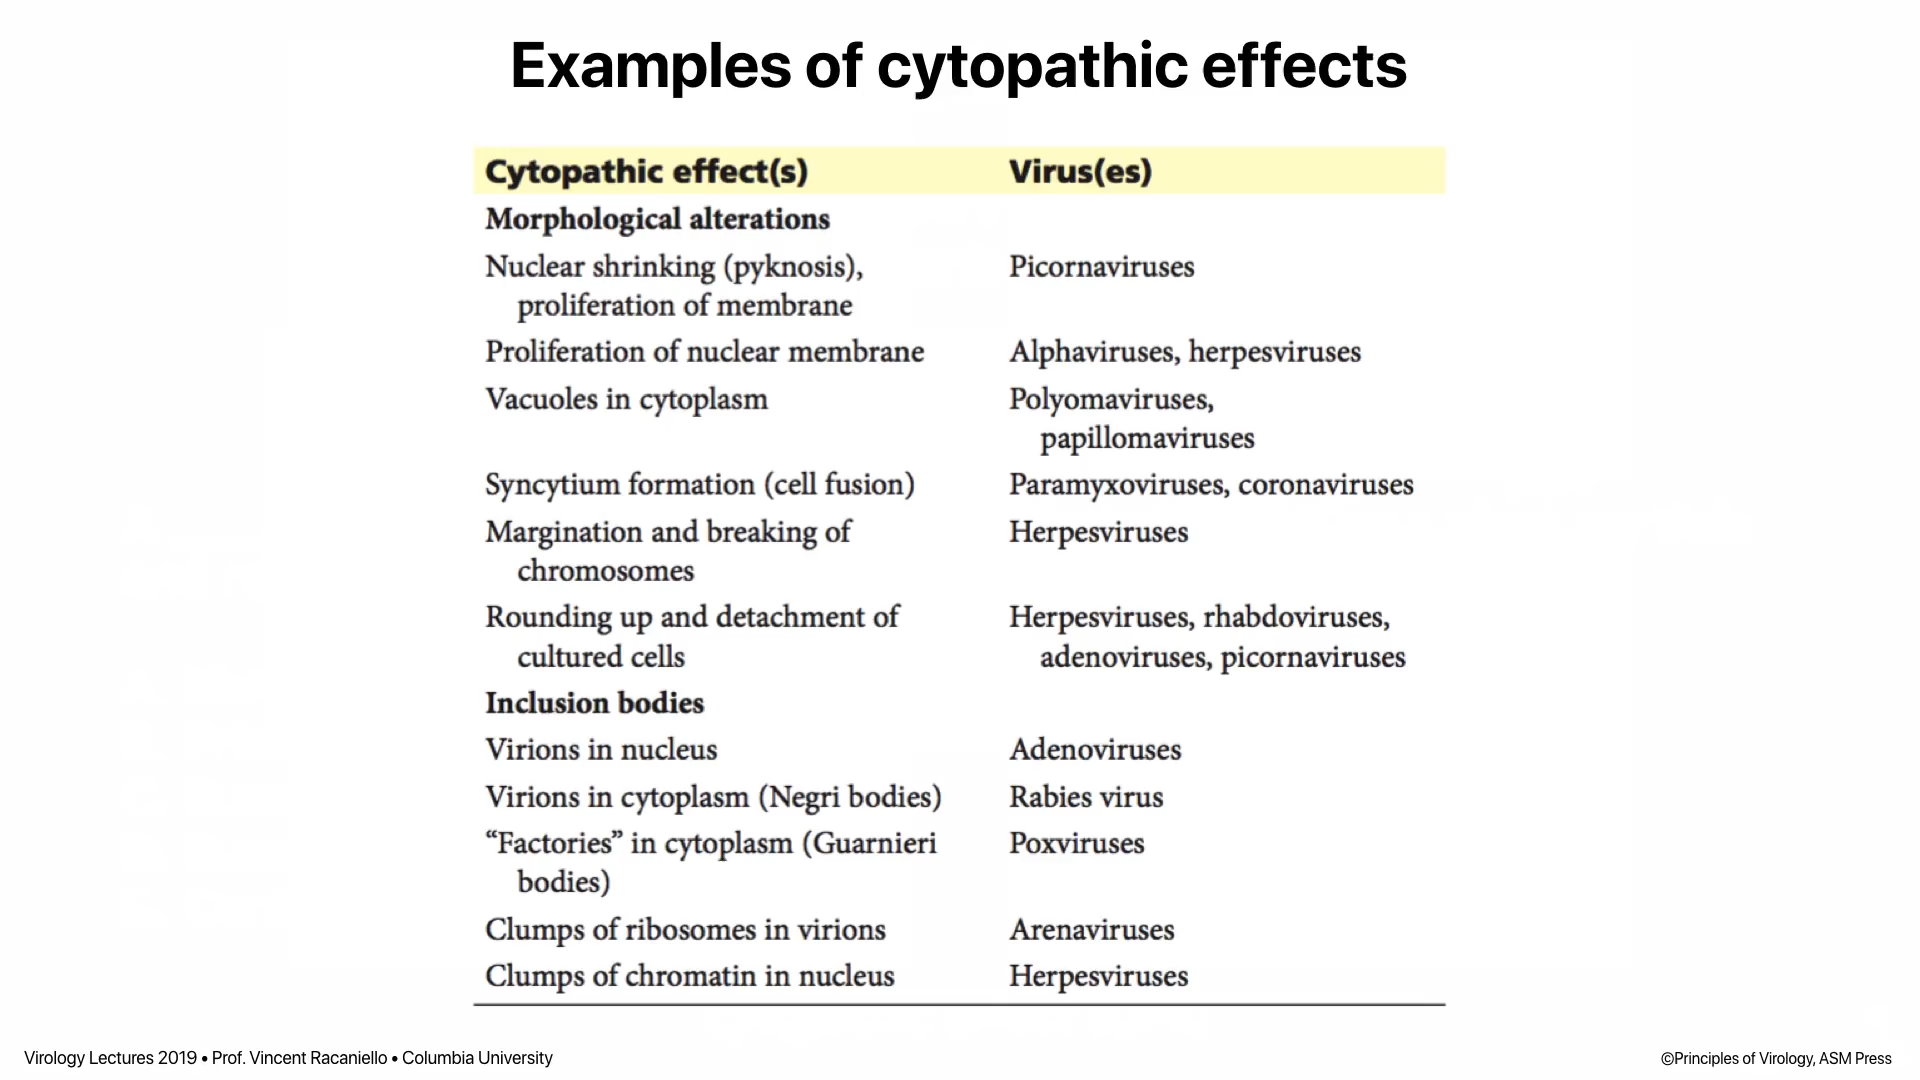 Examples of cytopathic effects
Cytopathic effect(s) Virus(es)
Morphological alterations
Nuclear shrinking (pyknosis), Picornaviruses
proliferation of membrane
Proliferation of nuclear membrane Alphaviruses, herpesviruses
Vacuoles in cytoplasm Polyomaviruses,
papillomaviruses
Syncytium formation (cell fusion) Paramyxoviruses, coronaviruses
Margination and breaking of Herpesviruses
chromosomes
Rounding up and detachment of Herpesviruses, rhabdoviruses,
cultured cells adenoviruses, picornaviruses
Inclusion bodies
Virions in nucleus Adenoviruses
Virions in cytoplasm (Negri bodies) Rabies virus
“Factories” in cytoplasm (Guarnieri Poxviruses
bodies)
Clumps of ribosomes in virions Arenaviruses
Clumps of chromatin in nucleus Herpesviruses
Virology Lectures 2019 • Prof. Vincent Racaniello • Columbia University ©Principles of Virology, ASM Press